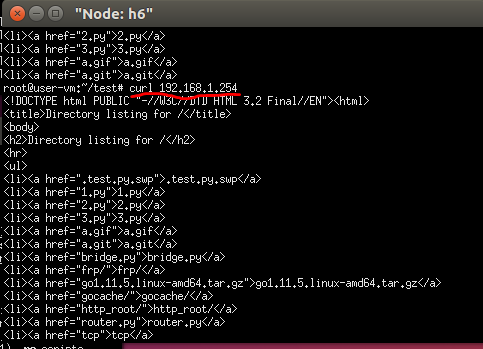 "Node: h6"
<li><a href="2.py">2.py</a>
<li><a href="3.py">3.py</a>
<li><a href="a.gif">a.gif</a>
<li><a href="a.gif">a.gif</a>
root@user-vm:~/test# curl 192.168.1.254
<!DOCTYPE html PUBLIC "-//W3C//DTD HTML 3.2 Final//EN"><html>
<title>Directory listing for /</title>
<body>
<h2>Directory listing for /</h2>
<hr>
<ul>
<li><a href=".test.py.swp">.test.py.swp</a>
<li><a href="1.py">1.py</a>
<li><a href="2.py">2.py</a>
<li><a href="3.py">3.py</a>
<li><a href="a.gif">a.gif</a>
<li><a href="a.git">a.git</a>
<li><a href="bridge.py">bridge.py</a>
<li><a href="frp/">frp/</a>
<li><a href="go1.11.5.linux-amd64.tar.gz">go1.11.5.linux-amd64.tar.gz</a>
<li><a href="gocache/">gocache/</a>
<li><a href="http_root/">http_root/</a>
<li><a href="router.py">router.py</a>
<li><a href="tcp">tcp</a>